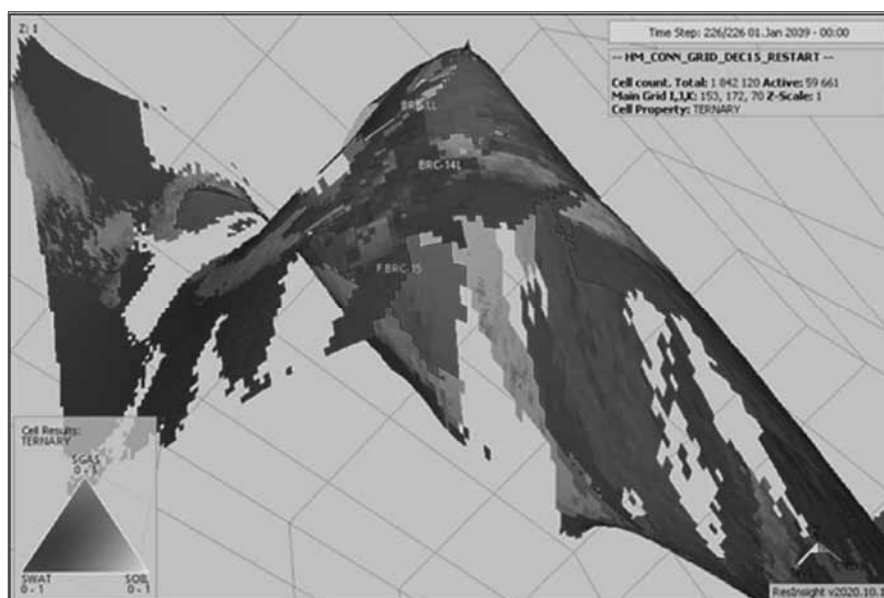 Z: 1
Time Step: 226/226 01.Jan 2039 - 00:00
-- HM_CONN_GRID_DEC15_RESTART --
Cell count. Total: 1 842 120 Active: 59 661
Main Grid I,J,K: 153, 172, 70 Z-Scale: 1
Cell Property: TERNARY
BRC-14L
F BRC-15
Cell Results:
TERNARY
SGAS
0 - 1
SWAT
0 - 1
SOIL
0 - 1
ResInsight v2020.10.1